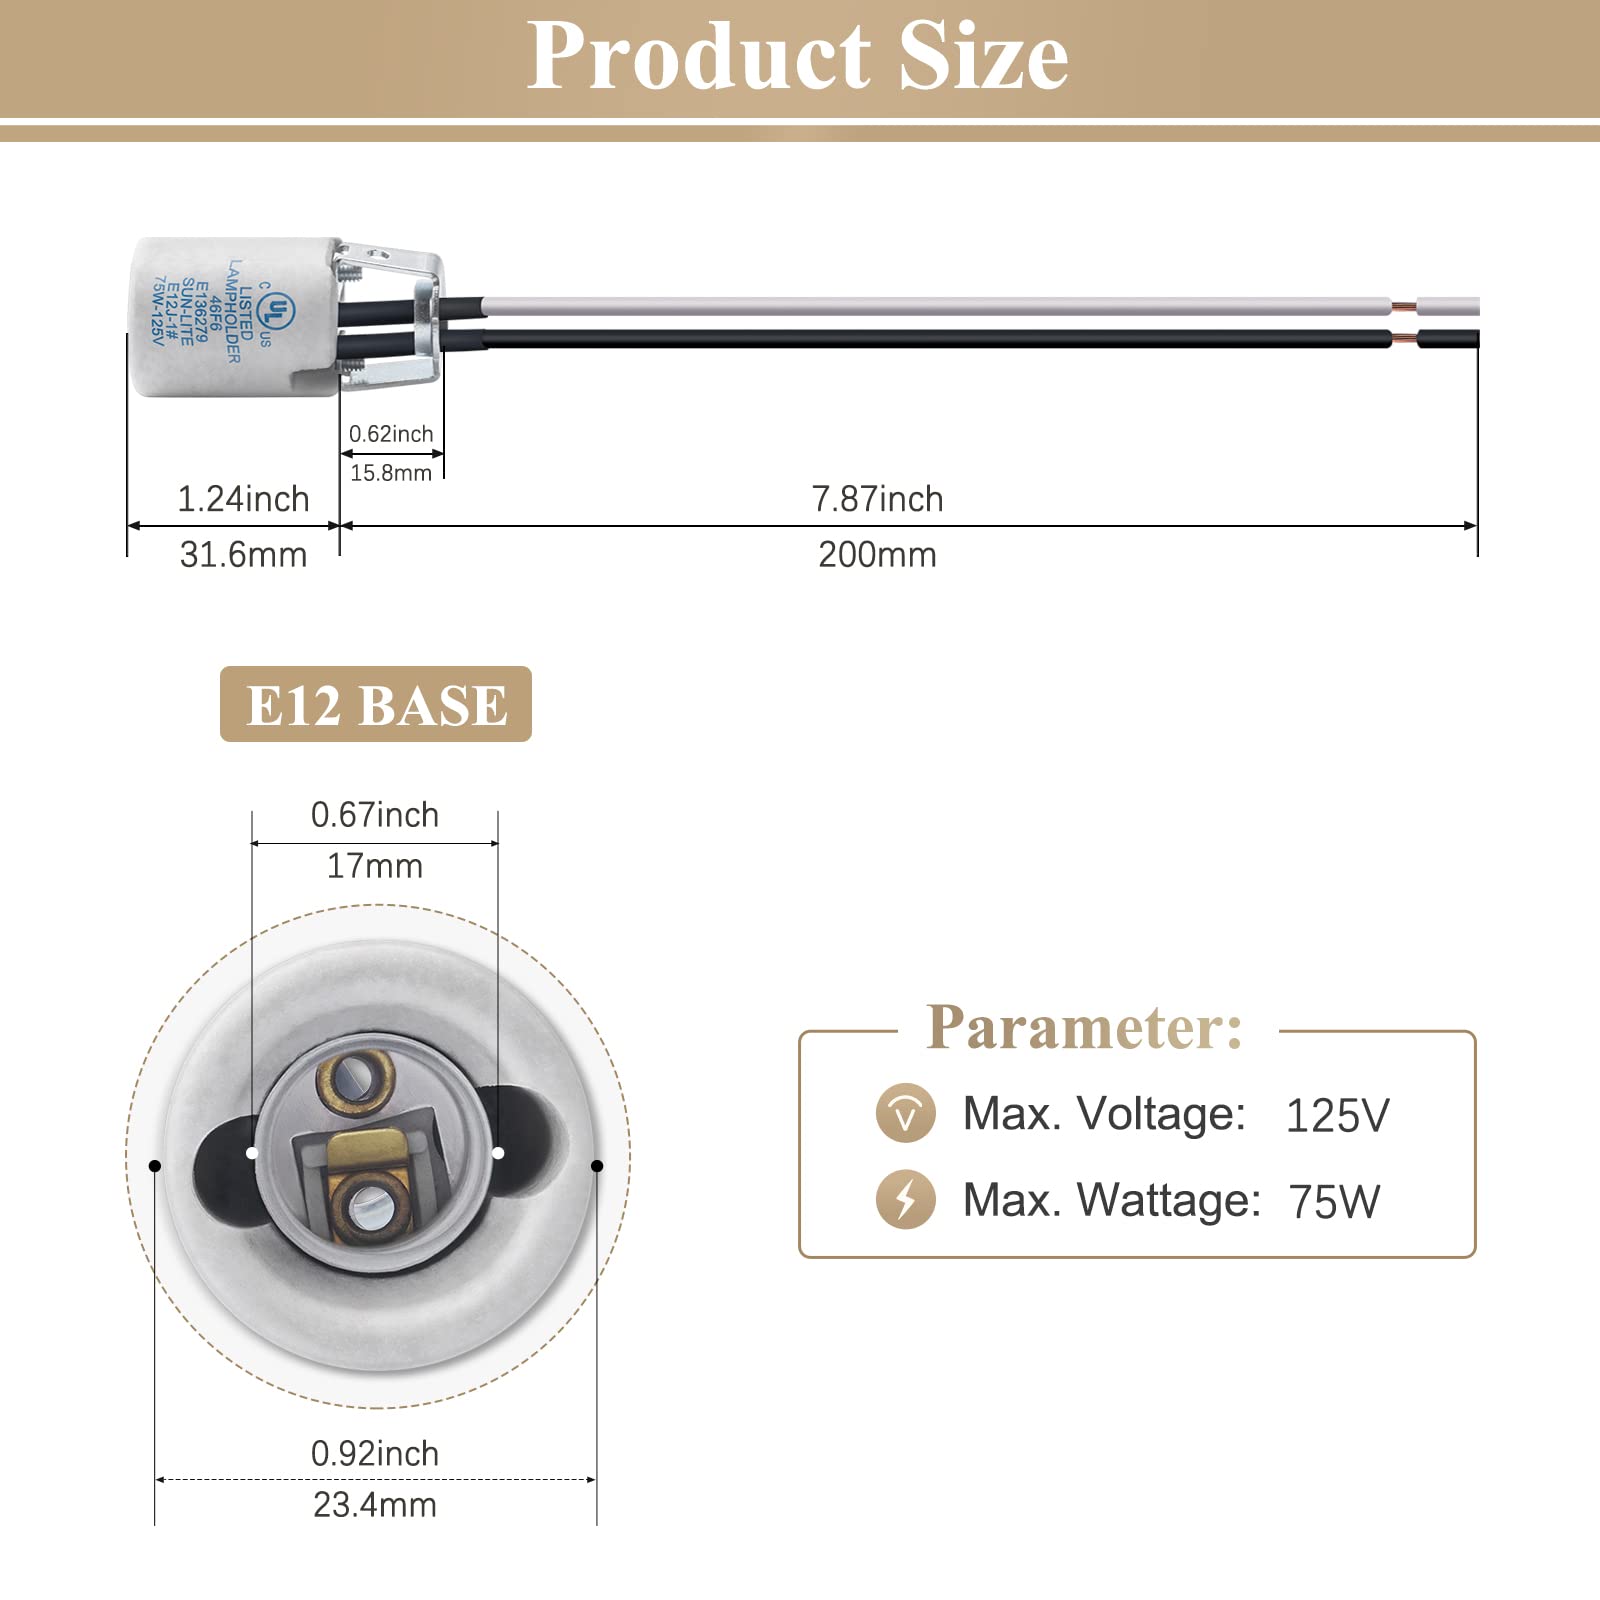 Product Size
C UL US
LISTED
LAMPHOLDER
46F6
E136279
SUN-LITE
E12J-1#
75W-125V
0.62inch
15.8mm
1.24inch
31.6mm
7.87inch
200mm
E12 BASE
0.67inch
17mm
0.92inch
23.4mm
Parameter:
V Max. Voltage: 125V
Max. Wattage: 75W